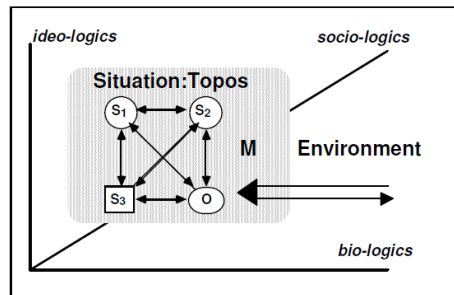 ideo-logics
socio-logics
Situation:Topos
S1
S2
M
Environment
S3
O
bio-logics